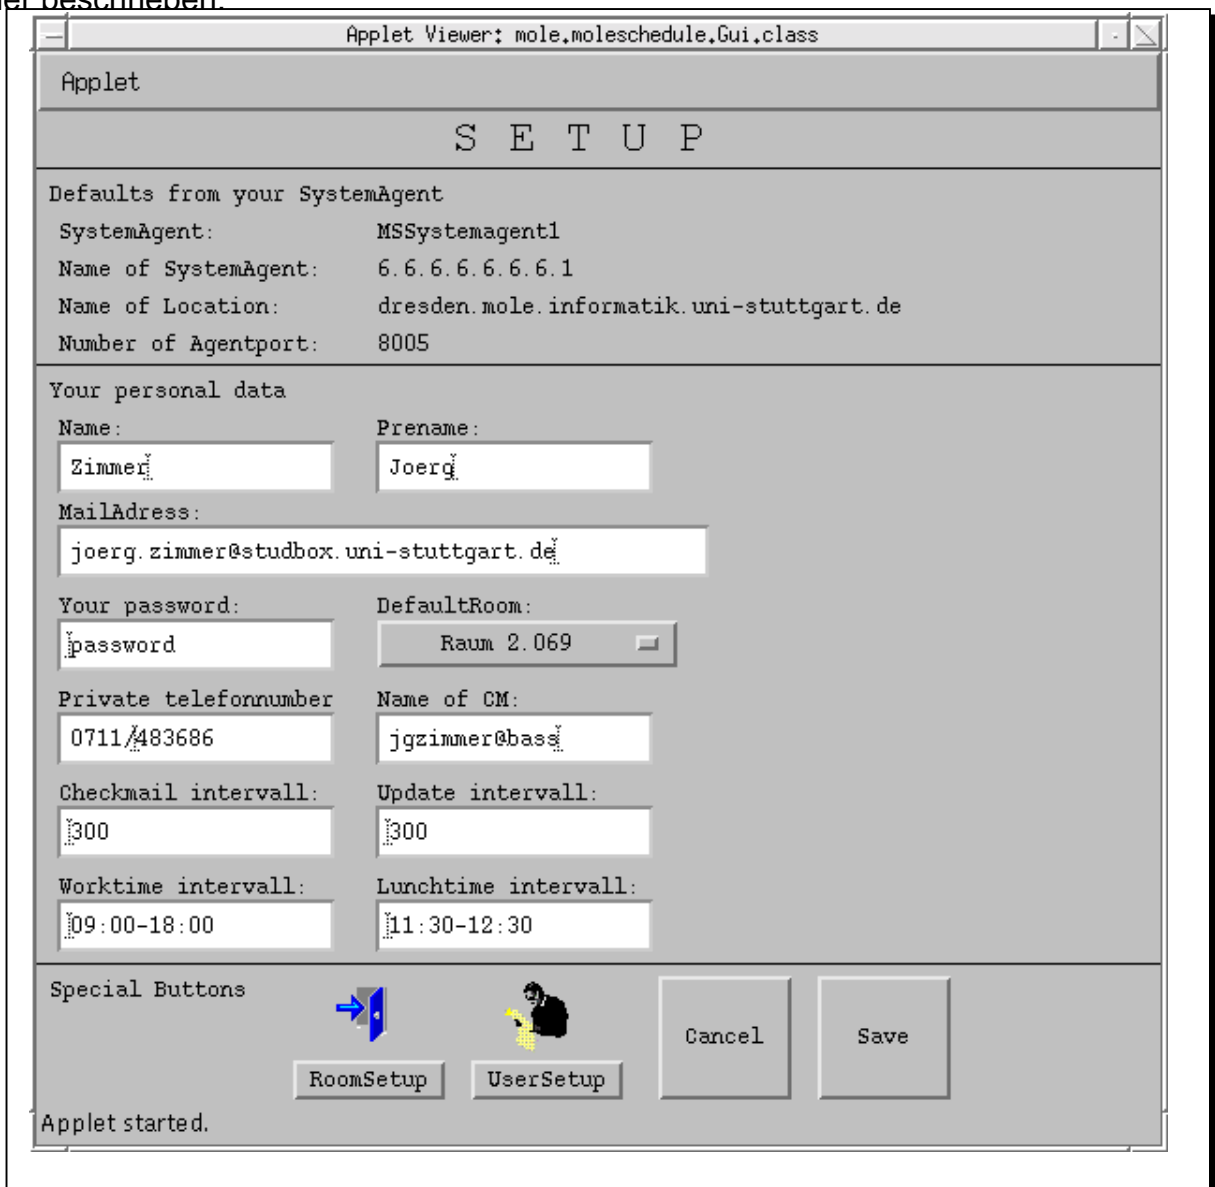 beschrieben.
Applet Viewer: mole.moleschedule.Gui.class
Applet
S E T U P
Defaults from your SystemAgent
SystemAgent: MSSystemagent1
Name of SystemAgent: 6.6.6.6.6.6.6.1
Name of Location: dresden.mole.informatik.uni-stuttgart.de
Number of Agentport: 8005
Your personal data
Name: Prename:
Zimmer Joerg
MailAdress:
joerg.zimmer@studbox.uni-stuttgart.de
Your password: DefaultRoom:
password Raum 2.069
Private telefonnumber Name of CM:
0711/483686 jgzimmer@bass
Checkmail intervall: Update intervall:
300 300
Worktime intervall: Lunchtime intervall:
09:00-18:00 11:30-12:30
Special Buttons
Cancel Save
RoomSetup UserSetup
Applet started.